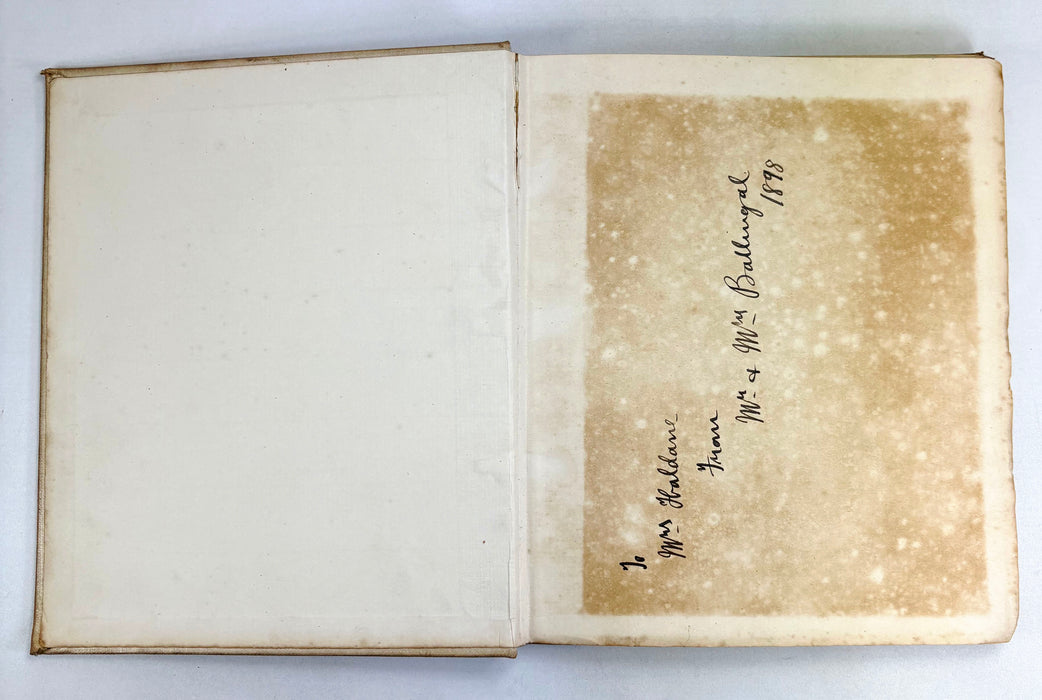 To
Mrs Haldane
From
Mr & Mrs Ballingal
1898